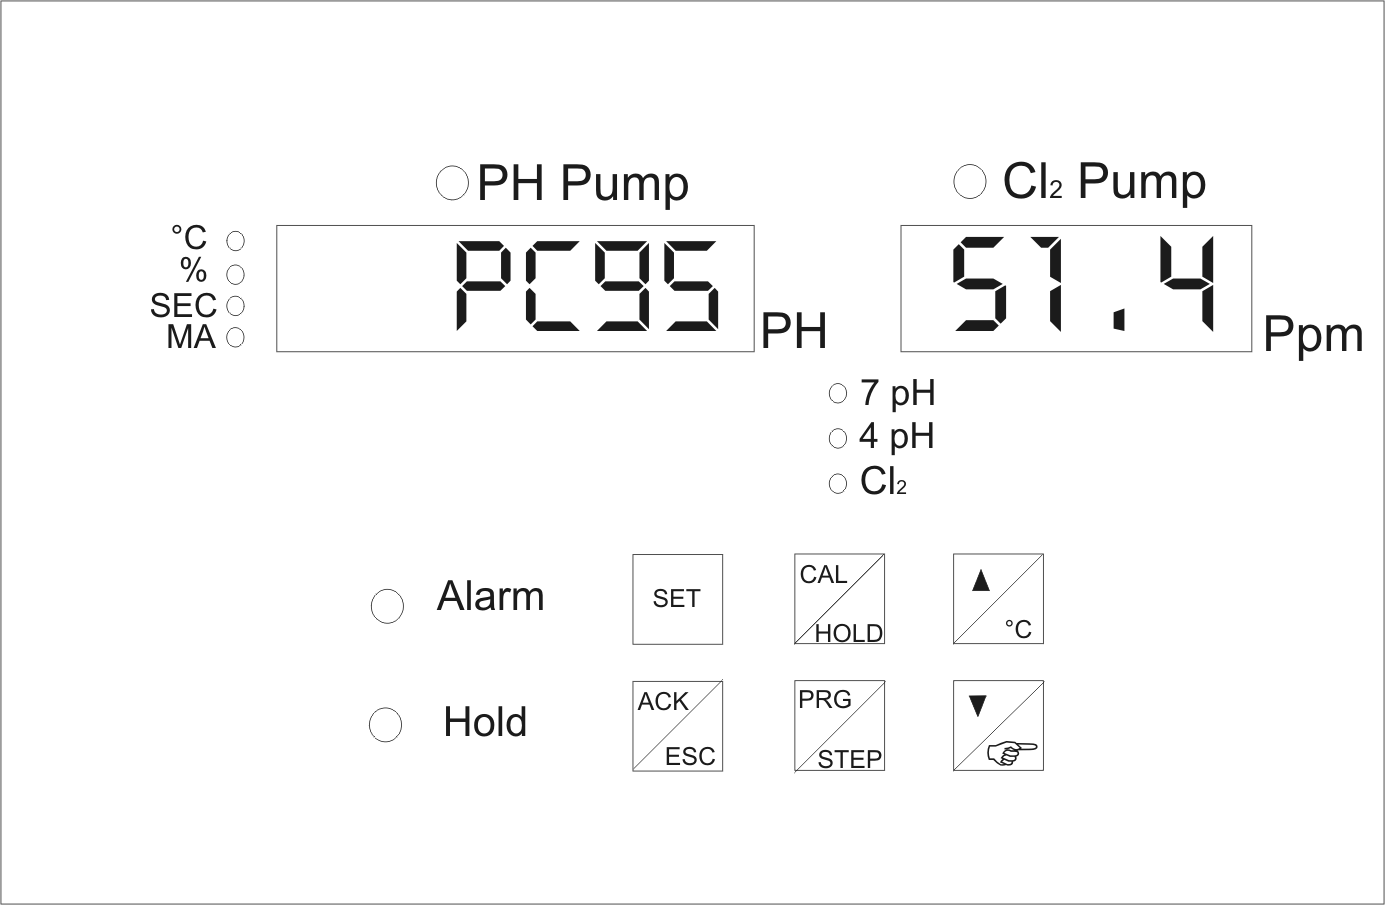 PH Pump
Cl₂ Pump
°C
%
SEC
MA
PC95
PH
57.4
Ppm
7 pH
4 pH
Cl₂
Alarm
SET
CAL
HOLD
▲
°C
Hold
ACK
ESC
PRG
STEP
▼